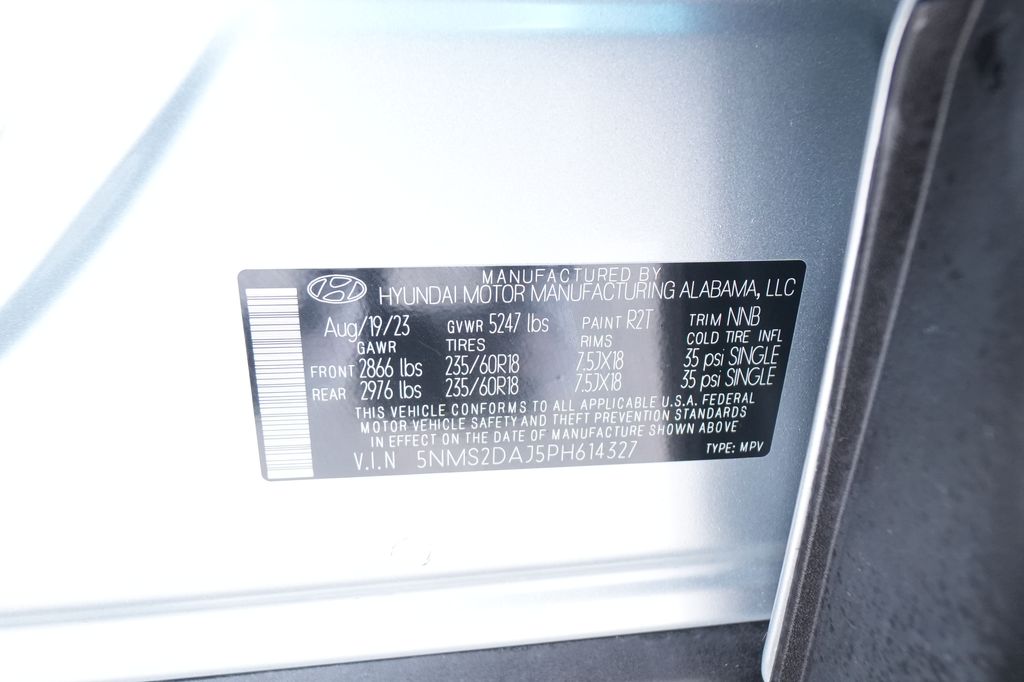 MANUFACTURED BY
HYUNDAI MOTOR MANUFACTURING ALABAMA, LLC
Aug/19/23 GVWR 5247 lbs PAINT R2T TRIM NNB
GAWR TIRES RIMS COLD TIRE INFL
FRONT 2866 lbs 235/60R18 7.5JX18 35 psi SINGLE
REAR 2976 lbs 235/60R18 7.5JX18 35 psi SINGLE
THIS VEHICLE CONFORMS TO ALL APPLICABLE U.S.A. FEDERAL
MOTOR VEHICLE SAFETY AND THEFT PREVENTION STANDARDS
IN EFFECT ON THE DATE OF MANUFACTURE SHOWN ABOVE
V.I.N 5NMS2DAJ5PH614327 TYPE: MPV